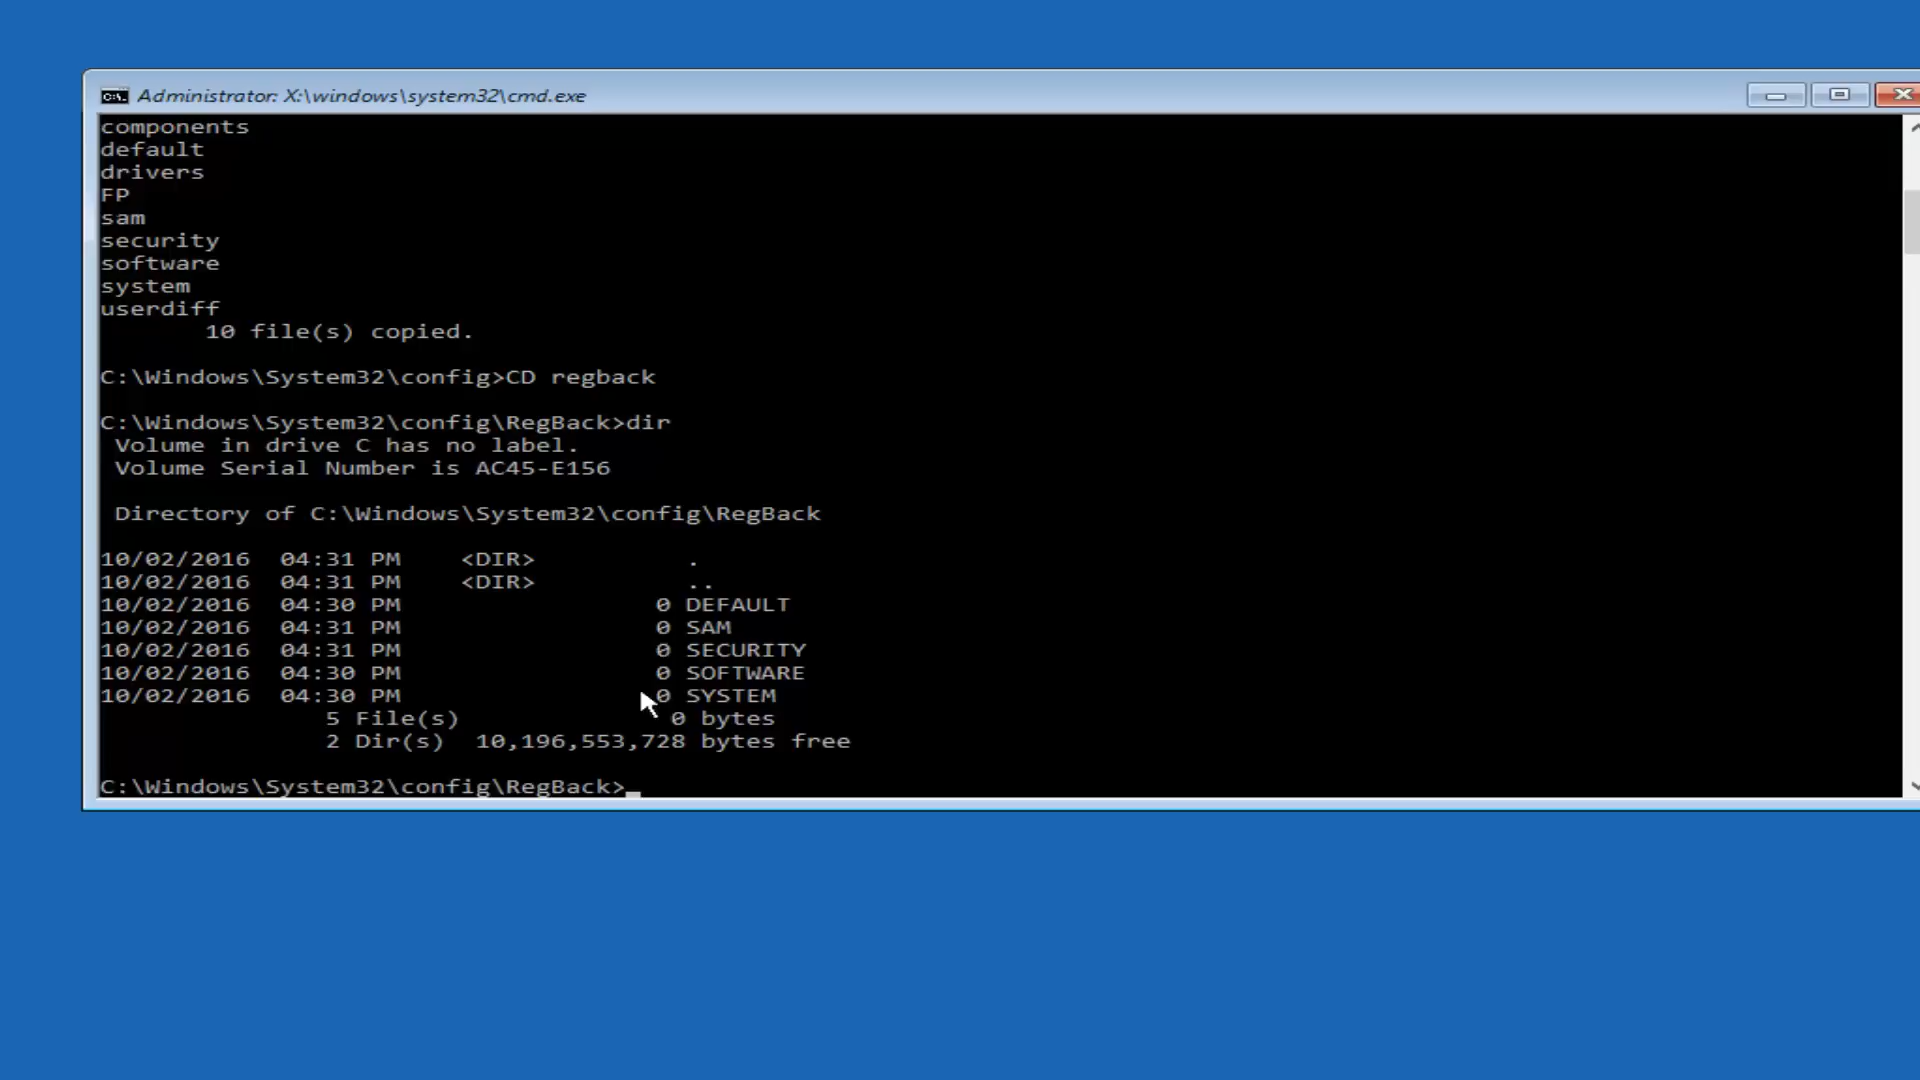 Administrator: X:\windows\system32\cmd.exe
components
default
drivers
FP
sam
security
software
system
userdiff
       10 file(s) copied.
C:\Windows\System32\config>CD regback
C:\Windows\System32\config\RegBack>dir
 Volume in drive C has no label.
 Volume Serial Number is AC45-E156
 Directory of C:\Windows\System32\config\RegBack
10/02/2016  04:31 PM    <DIR>          .
10/02/2016  04:31 PM    <DIR>          ..
10/02/2016  04:30 PM                 0 DEFAULT
10/02/2016  04:31 PM                 0 SAM
10/02/2016  04:31 PM                 0 SECURITY
10/02/2016  04:30 PM                 0 SOFTWARE
10/02/2016  04:30 PM                 0 SYSTEM
               5 File(s)              0 bytes
               2 Dir(s)  10,196,553,728 bytes free
C:\Windows\System32\config\RegBack>_